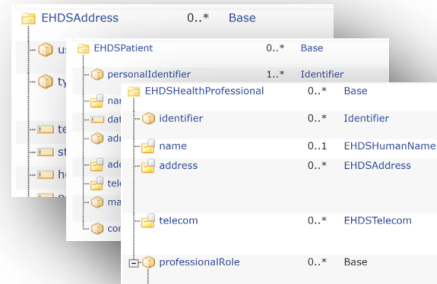 EHDSAddress 0..* Base
EHDSPatient 0..* Base
personalIdentifier 1..* Identifier
EHDSHealthProfessional 0..* Base
identifier 0..* Identifier
name 0..1 EHDSHumanName
address 0..* EHDSAddress
telecom 0..* EHDSTelecom
professionalRole 0..* Base